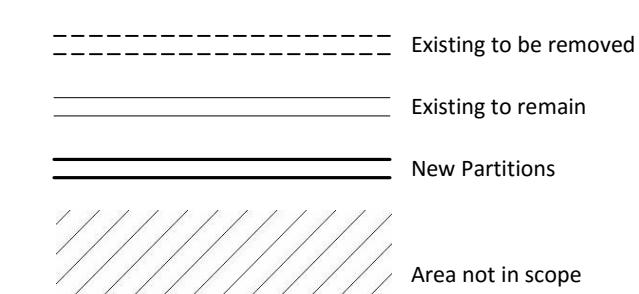 Existing to be removed
Existing to remain
New Partitions
Area not in scope